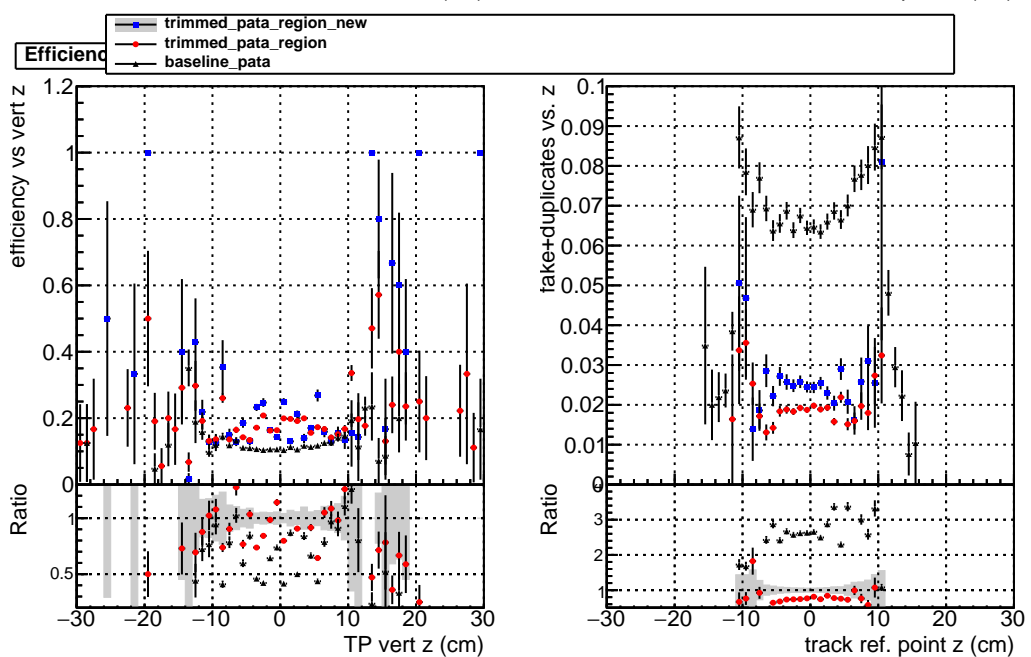 trimmed_pata_region_new
trimmed_pata_region
baseline_pata
Efficienc
efficiency vs vert z
1.2
1
0.8
0.6
0.4
0.2
0
Ratio
1
0.5
−30 −20 −10 0 10 20 30
TP vert z (cm)
fake+duplicates vs. z
0.1
0.09
0.08
0.07
0.06
0.05
0.04
0.03
0.02
0.01
0
Ratio
3
2
1
−30 −20 −10 0 10 20 30
track ref. point z (cm)